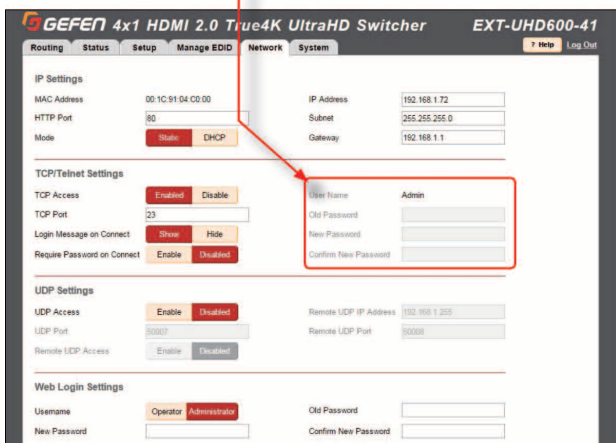 GEFEN 4x1 HDMI 2.0 True4K UltraHD Switcher EXT-UHD600-41
Routing Status Setup Manage EDID Network System ? Help Log Out
IP Settings
MAC Address 00:1C:91:04:C0:00 IP Address 192.168.1.72
HTTP Port 80 Subnet 255.255.255.0
Mode Static DHCP Gateway 192.168.1.1
TCP/Telnet Settings
TCP Access Enabled Disable User Name Admin
TCP Port 23 Old Password
Login Message on Connect Show Hide New Password
Require Password on Connect Enable Disabled Confirm New Password
UDP Settings
UDP Access Enable Disabled Remote UDP IP Address 192.168.1.255
UDP Port 50007 Remote UDP Port 50008
Remote UDP Access Enable Disabled
Web Login Settings
Username Operator Administrator Old Password
New Password Confirm New Password